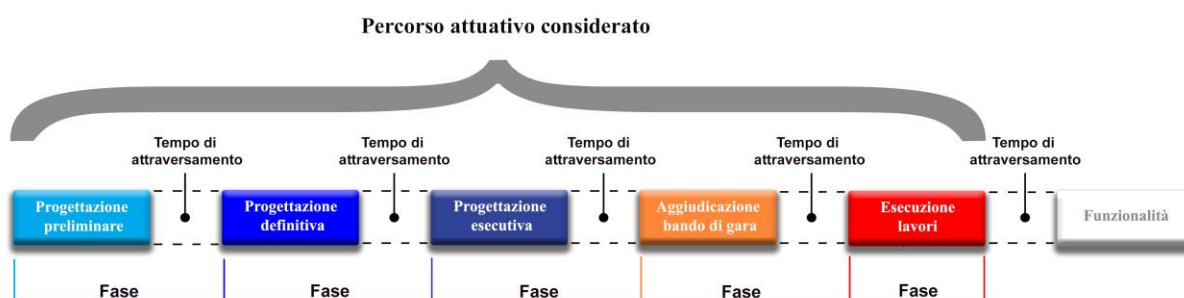 Percorso attuativo considerato
Tempo di
attraversamento
Tempo di
attraversamento
Tempo di
attraversamento
Tempo di
attraversamento
Tempo di
attraversamento
Progettazione
preliminare
Progettazione
definitiva
Progettazione
esecutiva
Aggiudicazione
bando di gara
Esecuzione
lavori
Funzionalità
Fase
Fase
Fase
Fase
Fase